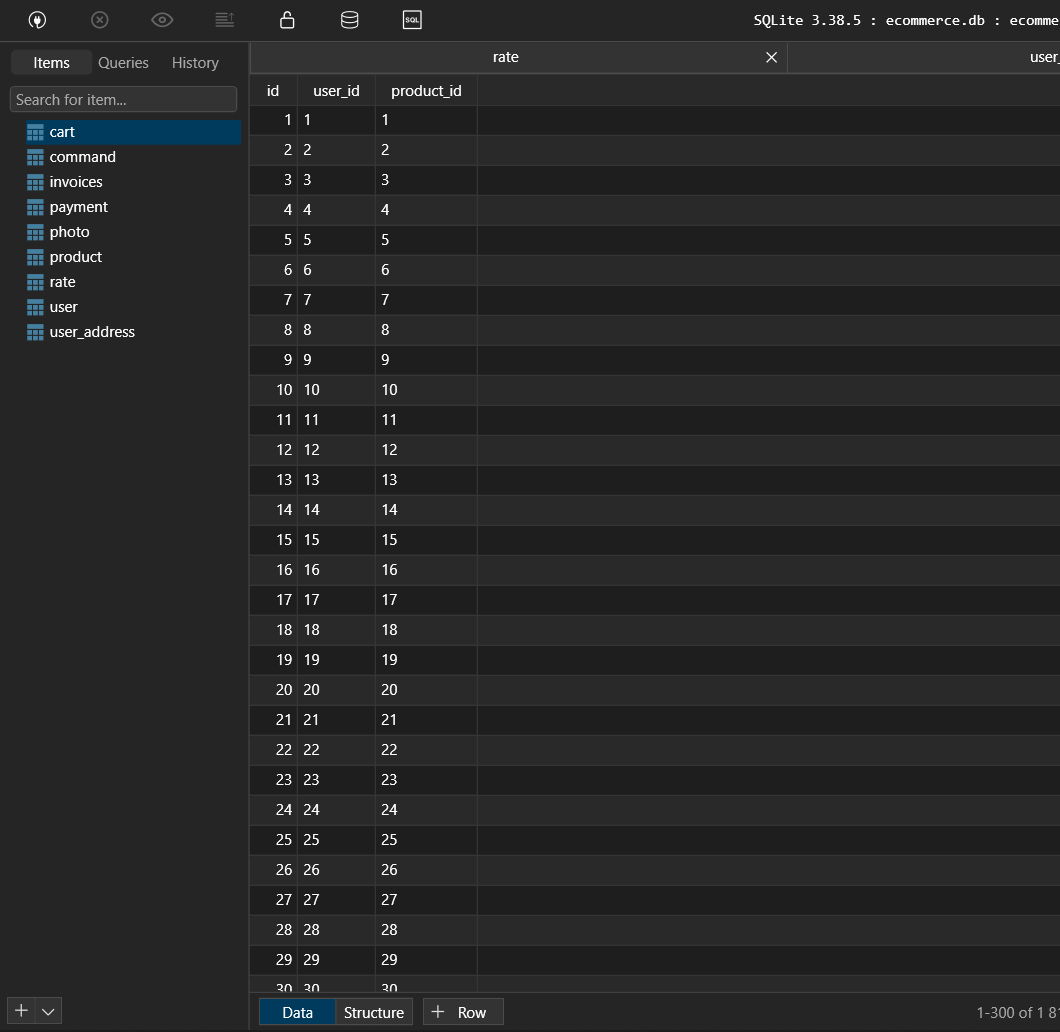 SQL
SQLite 3.38.5 : ecommerce.db : ecomme
Items Queries History
Search for item...
cart
command
invoices
payment
photo
product
rate
user
user_address
rate
user_
id user_id product_id
1 1 1
2 2 2
3 3 3
4 4 4
5 5 5
6 6 6
7 7 7
8 8 8
9 9 9
10 10 10
11 11 11
12 12 12
13 13 13
14 14 14
15 15 15
16 16 16
17 17 17
18 18 18
19 19 19
20 20 20
21 21 21
22 22 22
23 23 23
24 24 24
25 25 25
26 26 26
27 27 27
28 28 28
29 29 29
30 30 30
Data Structure + Row
1-300 of 1 81